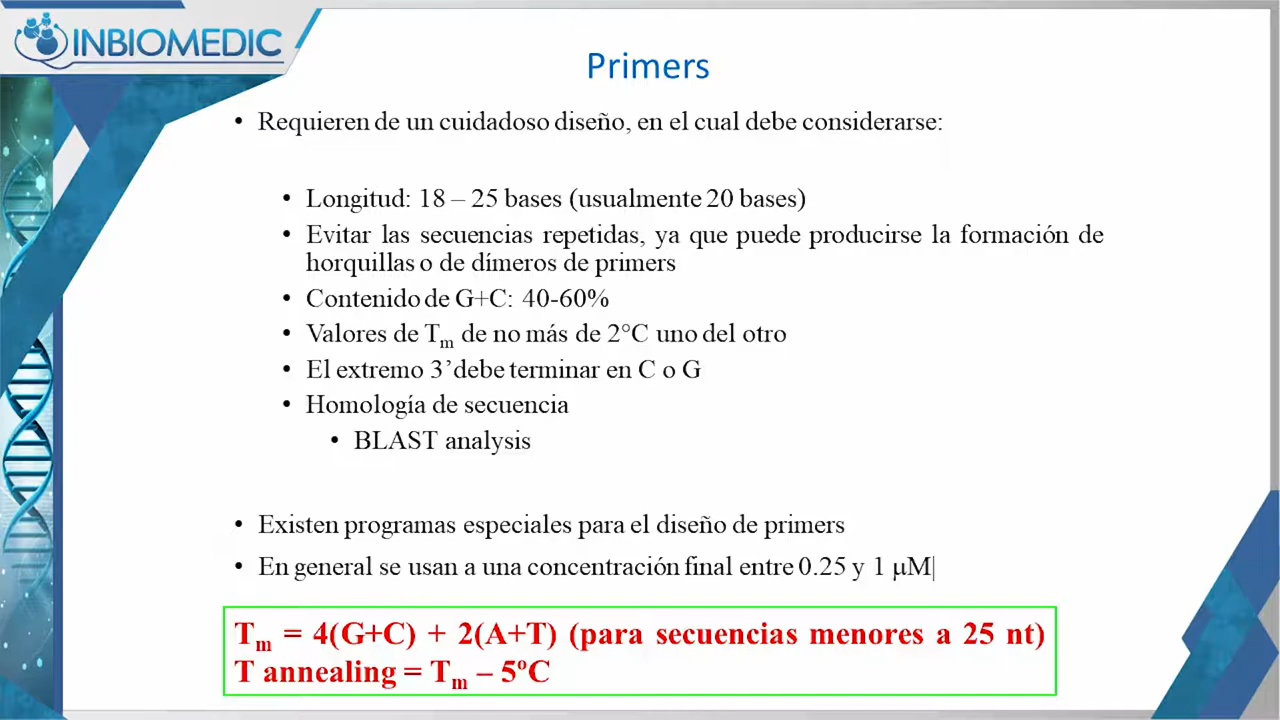 INBIOMEDIC
Primers
• Requieren de un cuidadoso diseño, en el cual debe considerarse:
• Longitud: 18 – 25 bases (usualmente 20 bases)
• Evitar las secuencias repetidas, ya que puede producirse la formación de
horquillas o de dímeros de primers
• Contenido de G+C: 40-60%
• Valores de Tm de no más de 2°C uno del otro
• El extremo 3’debe terminar en C o G
• Homología de secuencia
• BLAST analysis
• Existen programas especiales para el diseño de primers
• En general se usan a una concentración final entre 0.25 y 1 μM
Tm = 4(G+C) + 2(A+T) (para secuencias menores a 25 nt)
T annealing = Tm – 5ºC